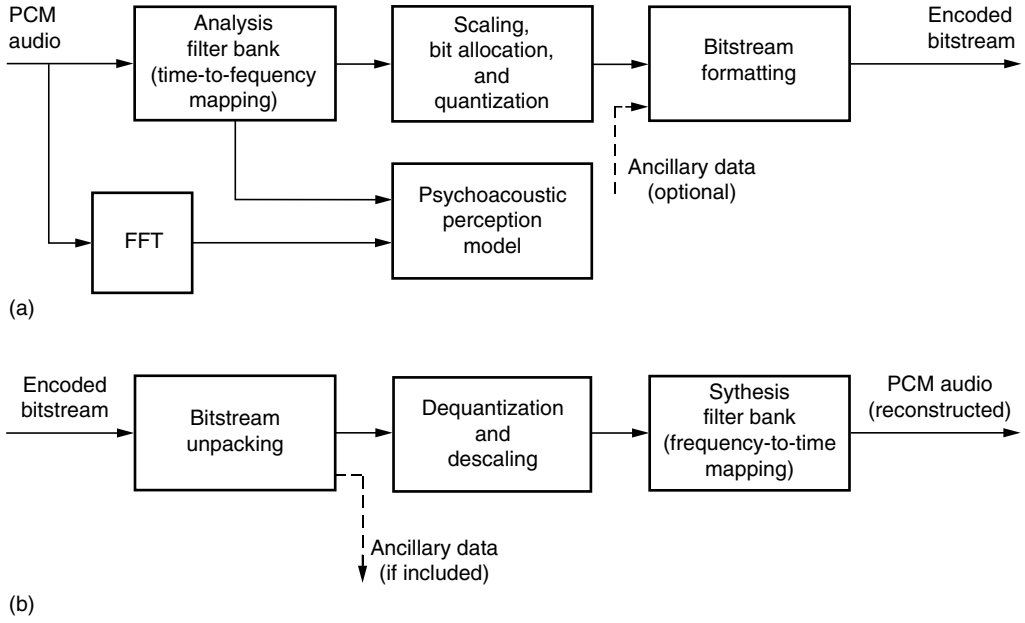 PCM
audio
Analysis
filter bank
(time-to-fequency
mapping)
Scaling,
bit allocation,
and
quantization
Bitstream
formatting
Encoded
bitstream
Ancillary data
(optional)
FFT
Psychoacoustic
perception
model
(a)
Encoded
bitstream
Bitstream
unpacking
Dequantization
and
descaling
Sythesis
filter bank
(frequency-to-time
mapping)
PCM audio
(reconstructed)
Ancillary data
(if included)
(b)